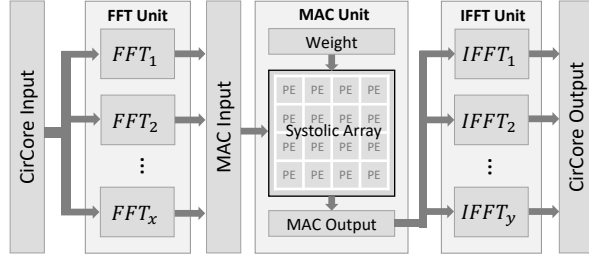 FFT Unit
MAC Unit
IFFT Unit
CirCore Input
FFT₁
FFT₂
⋮
FFTₓ
MAC Input
Weight
PE PE PE PE
PE PE PE PE
Systolic Array
PE PE PE PE
PE PE PE PE
MAC Output
IFFT₁
IFFT₂
⋮
IFFTᵧ
CirCore Output